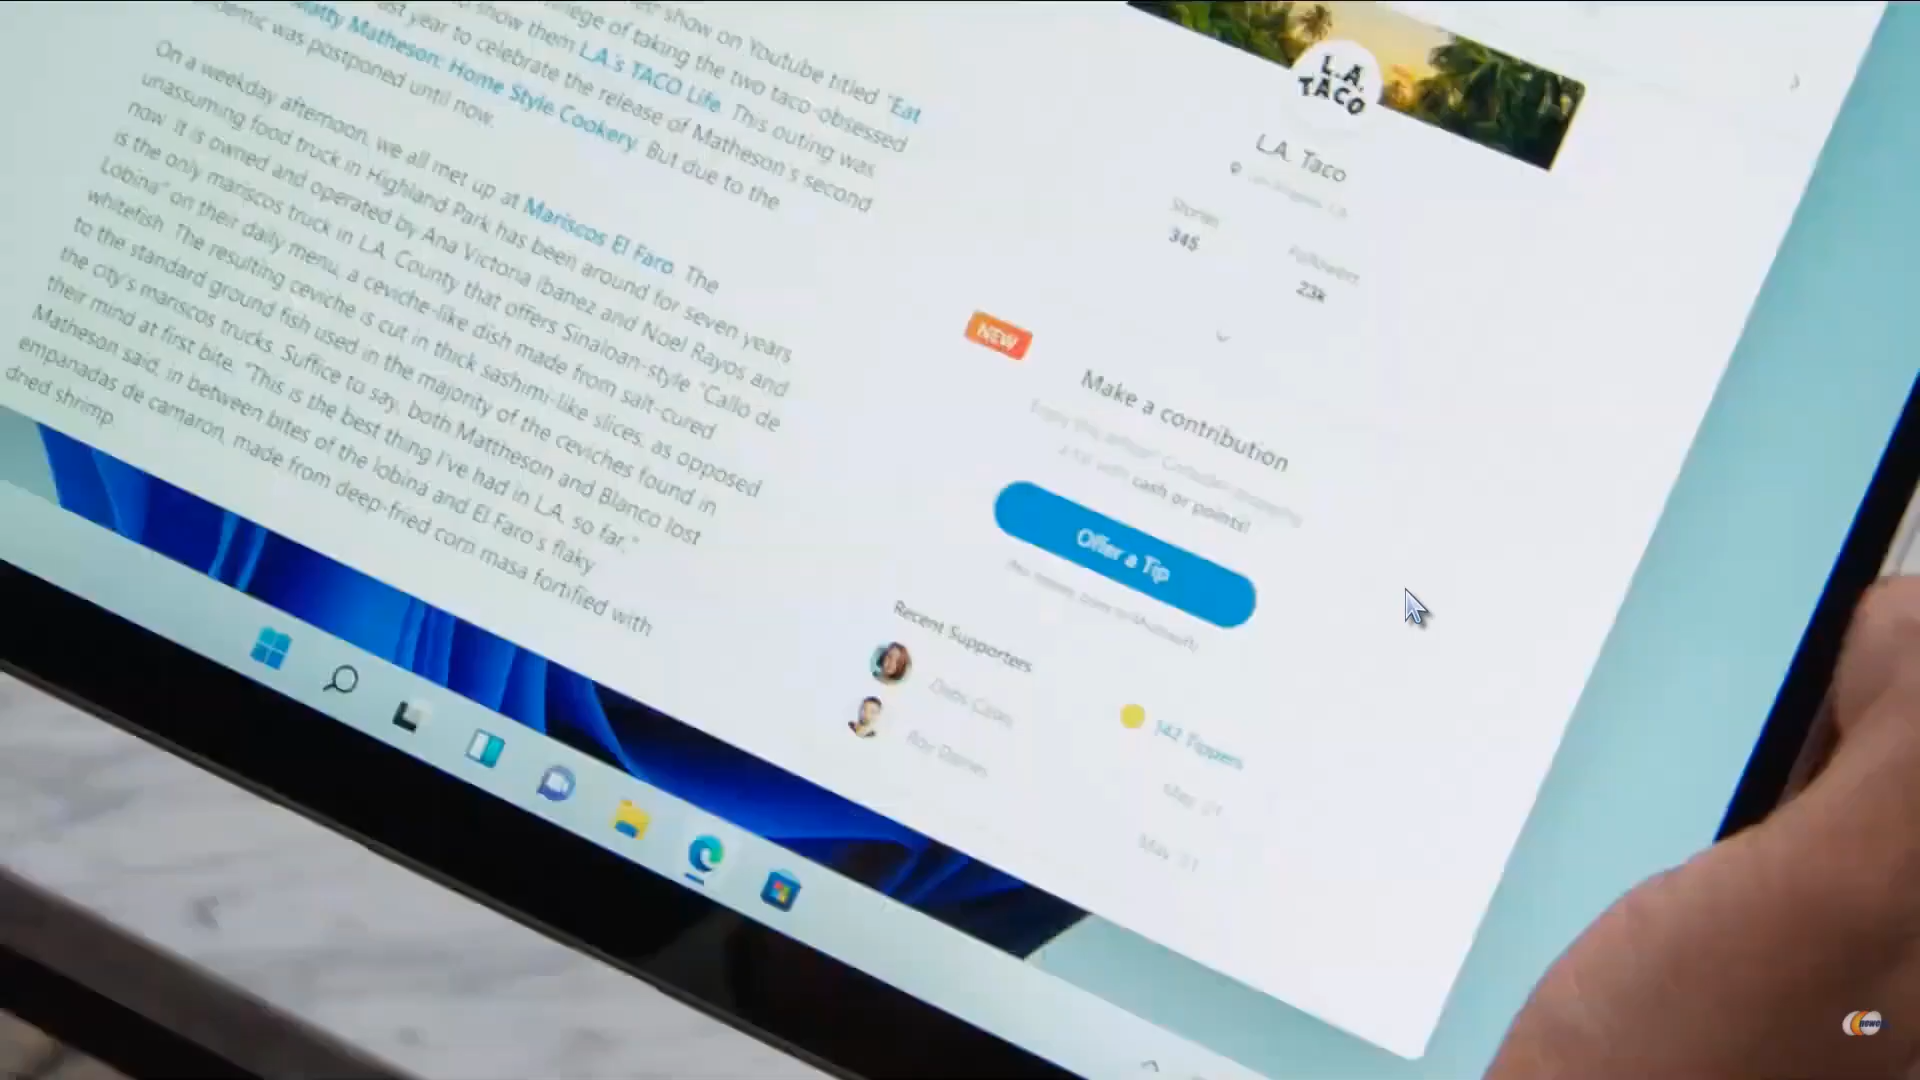 show on Youtube titled "Eat
of taking the two taco-obsessed
show them L.A.'s TACO Life. This outing was
last year to celebrate the release of Matheson's second
Matty Matheson: Home Style Cookery. But due to the
was postponed until now.
On a weekday afternoon, we all met up at Mariscos El Faro. The
unassuming food truck in Highland Park has been around for seven years
now. It is owned and operated by Ana Victoria Ibanez and Noel Rayos and
is the only mariscos truck in L.A. County that offers Sinaloan-style "Callo de
Lobina" on their daily menu, a ceviche-like dish made from salt-cured
whitefish. The resulting ceviche is cut in thick sashimi-like slices, as opposed
to the standard ground fish used in the majority of the ceviches found in
the city's mariscos trucks. Suffice to say, both Mattheson and Blanco lost
their mind at first bite. "This is the best thing I've had in L.A. so far,"
Matheson said, in between bites of the lobina and El Faro's flaky
empanadas de camaron, made from deep-fried corn masa fortified with
dried shrimp.
L.A.
TACO
L.A. Taco
Los Angeles, CA
Stories
345
Followers
23k
NEW
Make a contribution
cash or points!
Offer a Tip
Recent Supporters
142 Tippers
May
May